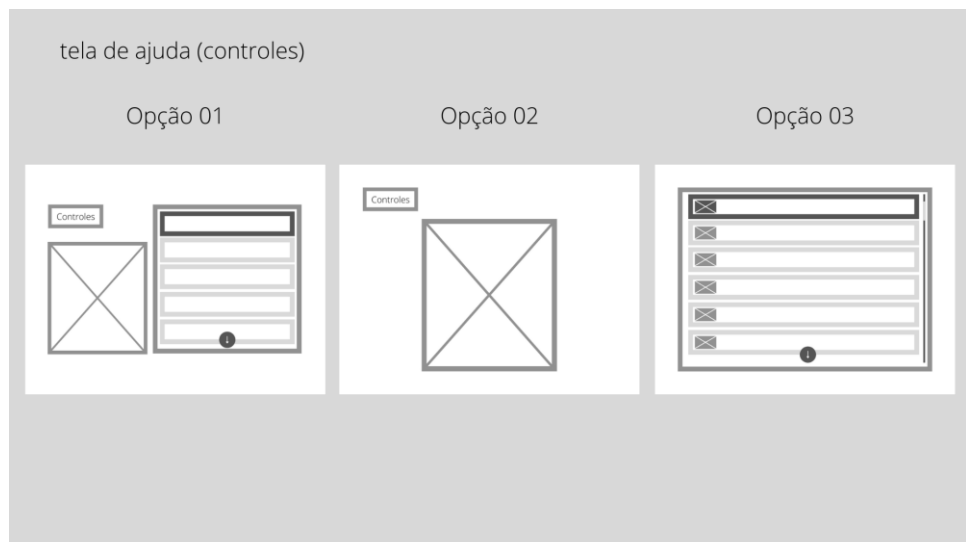 tela de ajuda (controles)
Opção 01
Opção 02
Opção 03
Controles
Controles